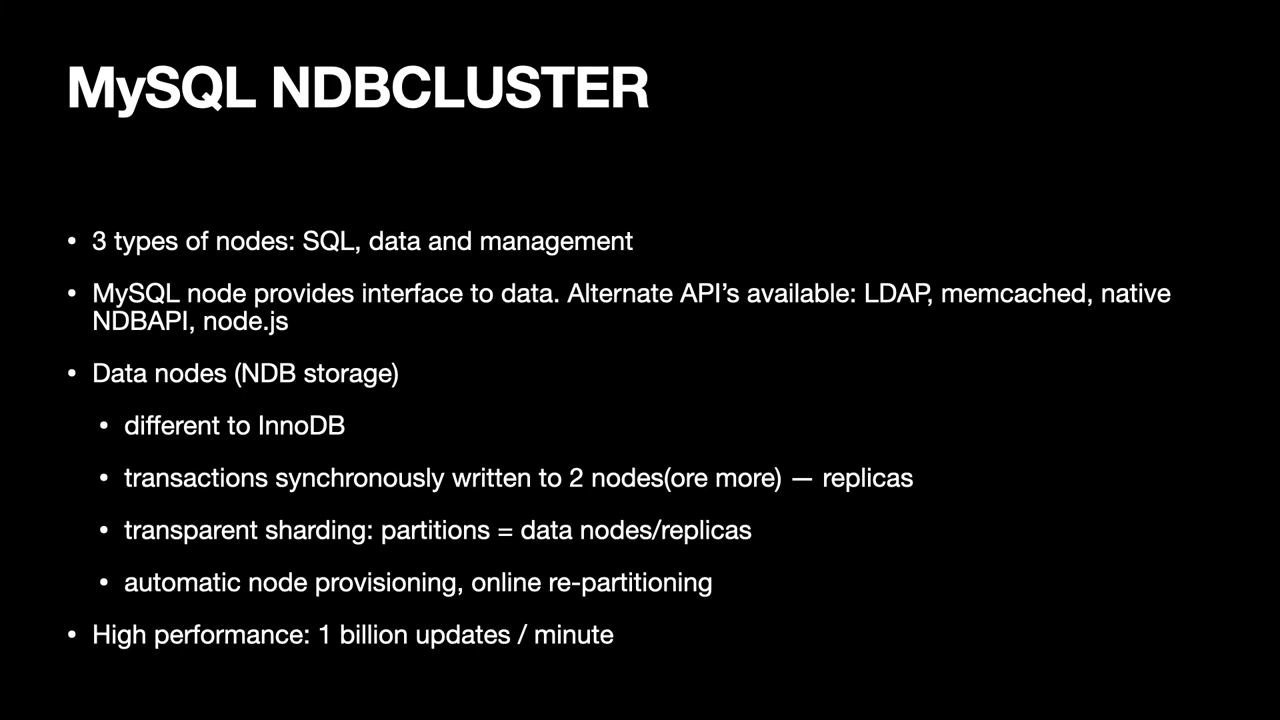 MySQL NDBCLUSTER
• 3 types of nodes: SQL, data and management
• MySQL node provides interface to data. Alternate API’s available: LDAP, memcached, native
NDBAPI, node.js
• Data nodes (NDB storage)
• different to InnoDB
• transactions synchronously written to 2 nodes(ore more) — replicas
• transparent sharding: partitions = data nodes/replicas
• automatic node provisioning, online re-partitioning
• High performance: 1 billion updates / minute